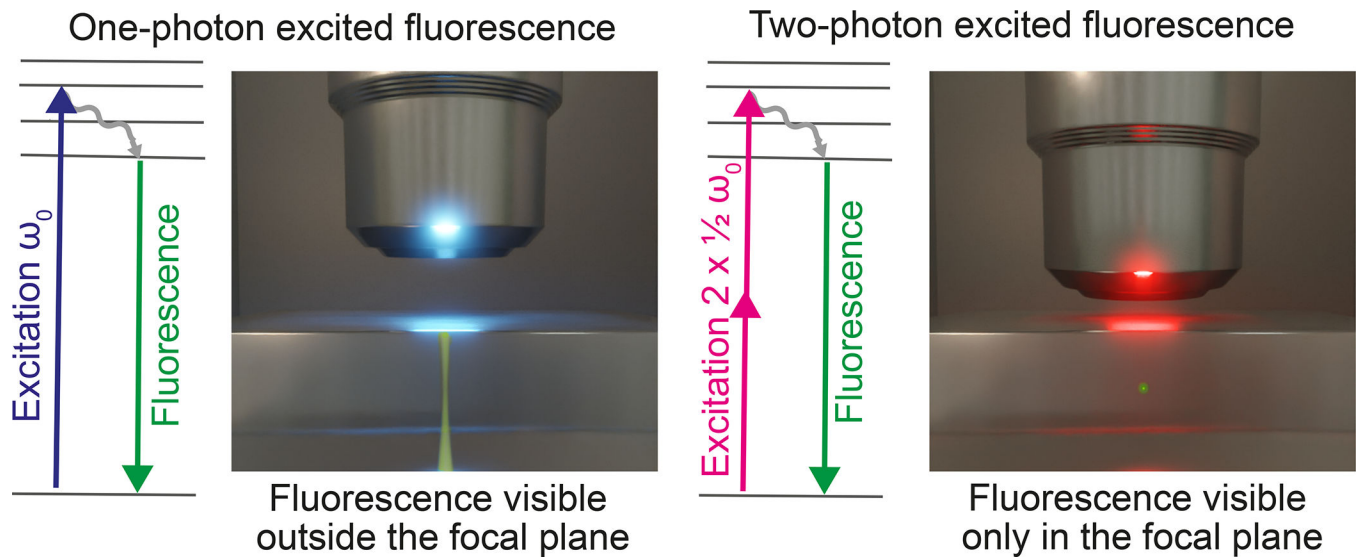 One-photon excited fluorescence
Excitation ω₀
Fluorescence
Fluorescence visible
outside the focal plane
Two-photon excited fluorescence
Excitation 2 x ½ ω₀
Fluorescence
Fluorescence visible
only in the focal plane